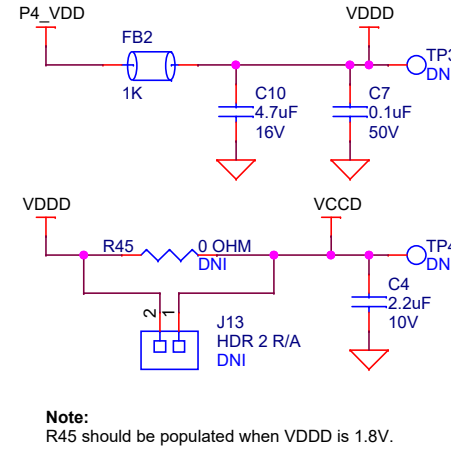 P4_VDD
VDDD
FB2
1K
C10
4.7uF
16V
C7
0.1uF
50V
TP3
DNI
VDDD
VCCD
R45
0 OHM
DNI
TP4
DNI
C4
2.2uF
10V
2
1
J13
HDR 2 R/A
DNI
Note:
R45 should be populated when VDDD is 1.8V.